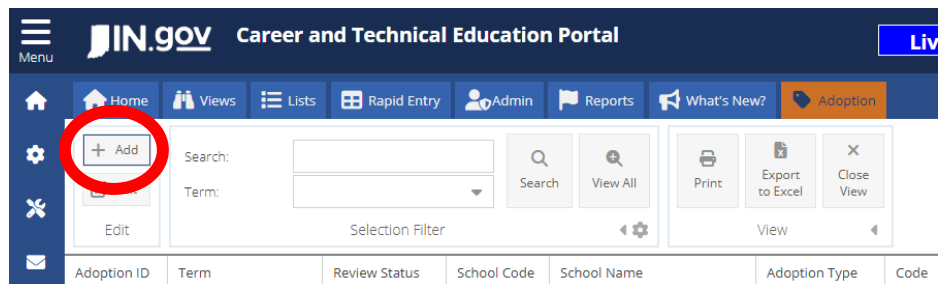 Menu
IN.gov Career and Technical Education Portal
Liv
Home Views Lists Rapid Entry Admin Reports What's New? Adoption
+ Add
Search:
Term:
Search View All
Print Export to Excel Close View
Edit Selection Filter View
Adoption ID Term Review Status School Code School Name Adoption Type Code